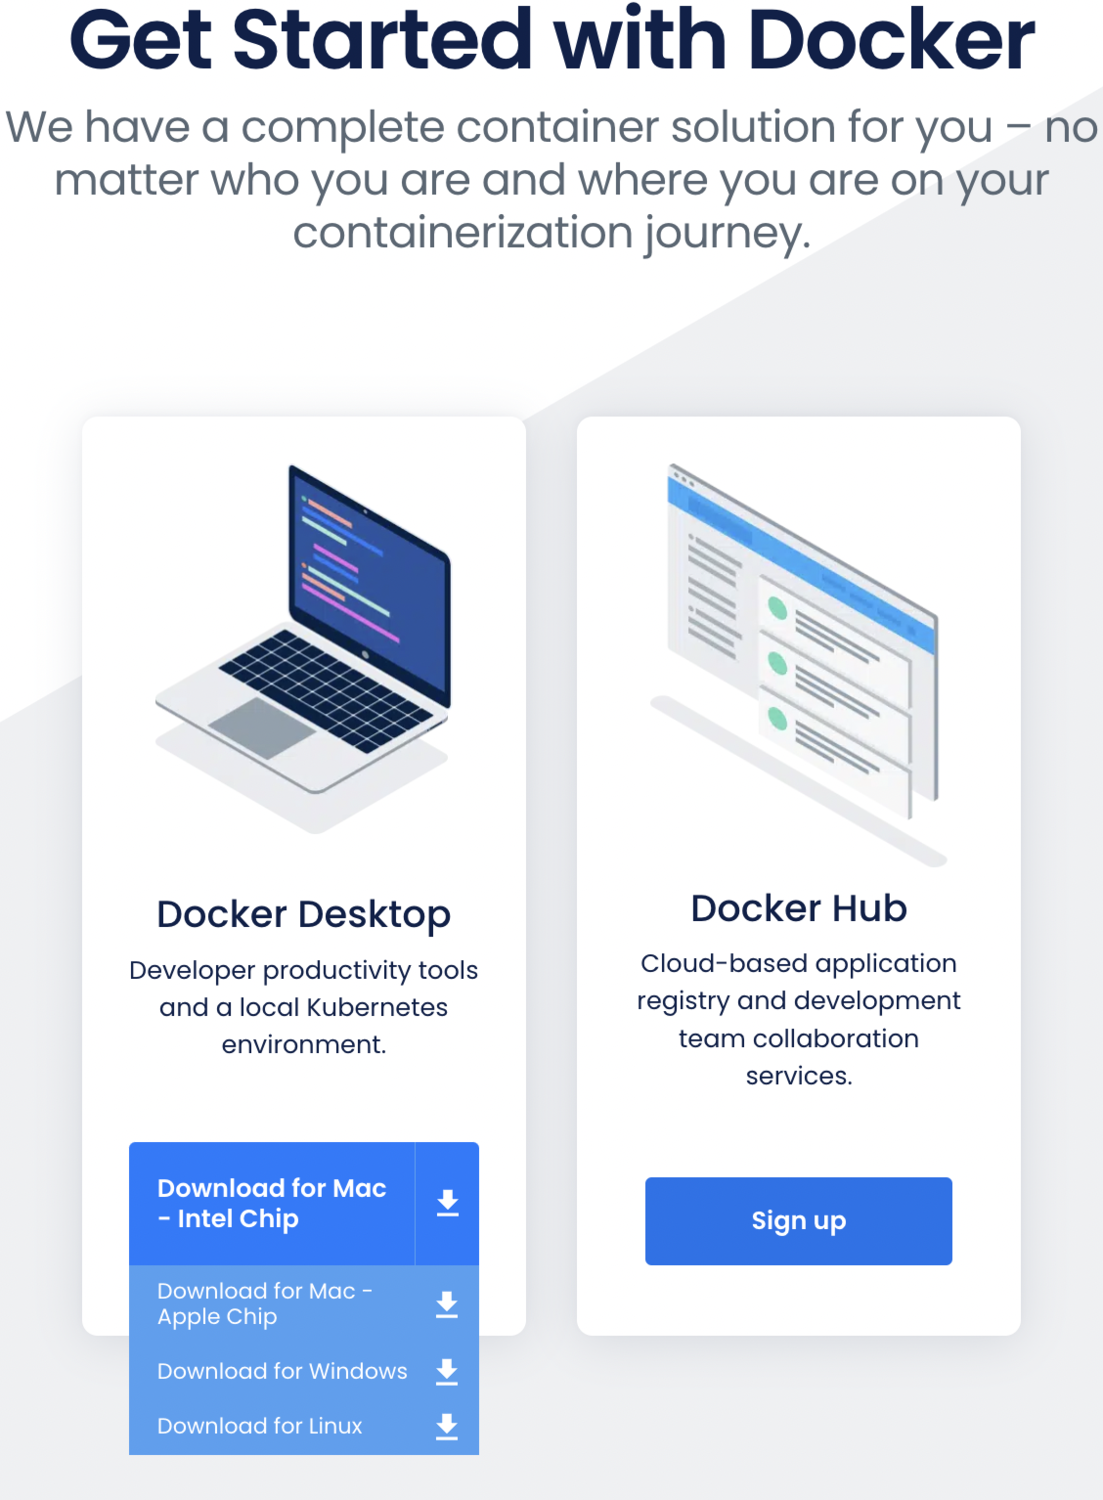 Get Started with Docker
We have a complete container solution for you – no
matter who you are and where you are on your
containerization journey.
Docker Desktop
Developer productivity tools
and a local Kubernetes
environment.
Download for Mac
- Intel Chip
Download for Mac -
Apple Chip
Download for Windows
Download for Linux
Docker Hub
Cloud-based application
registry and development
team collaboration
services.
Sign up